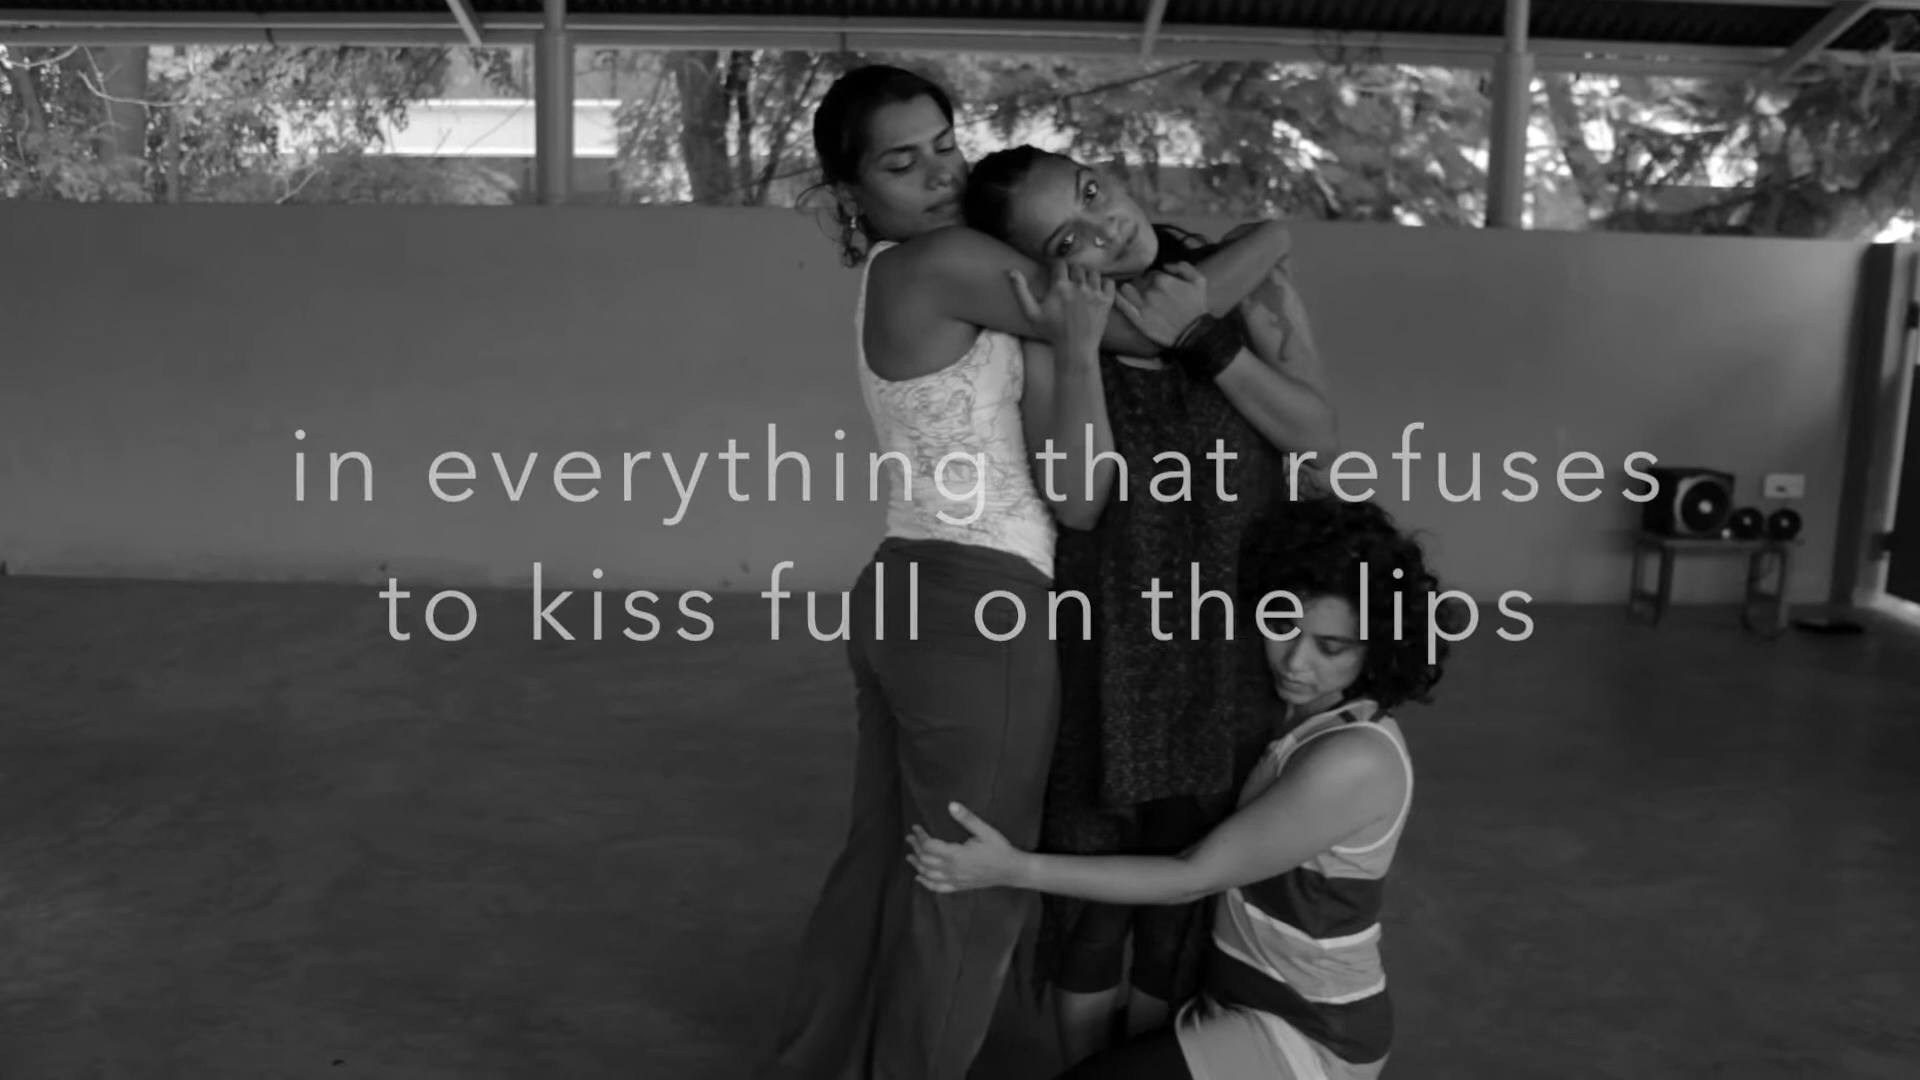 in everything that refuses
to kiss full on the lips